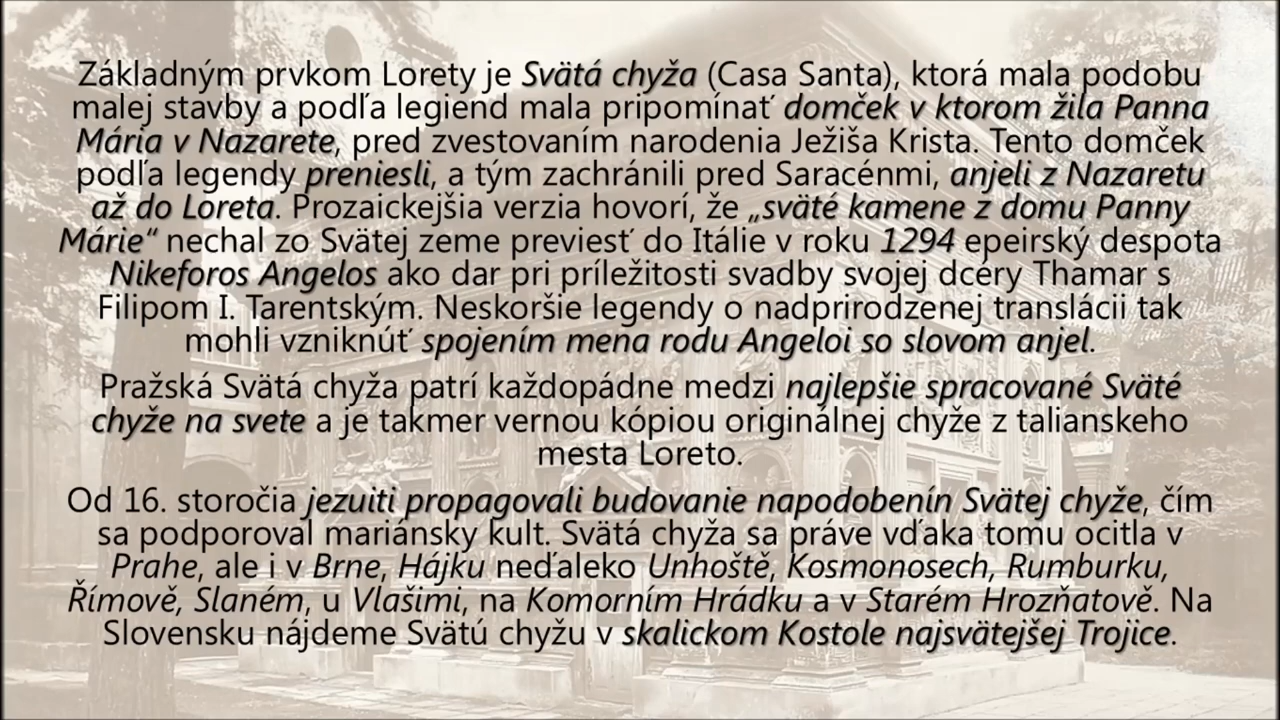 Základným prvkom Lorety je Svätá chyža (Casa Santa), ktorá mala podobu
malej stavby a podľa legiend mala pripomínať domček v ktorom žila Panna
Mária v Nazarete, pred zvestovaním narodenia Ježiša Krista. Tento domček
podľa legendy preniesli, a tým zachránili pred Saracénmi, anjeli z Nazaretu
až do Loreta. Prozaickejšia verzia hovorí, že „sväté kamene z domu Panny
Márie“ nechal zo Svätej zeme previesť do Itálie v roku 1294 epeirský despota
Nikeforos Angelos ako dar pri príležitosti svadby svojej dcéry Thamar s
Filipom I. Tarentským. Neskoršie legendy o nadprirodzenej translácii tak
mohli vzniknúť spojením mena rodu Angeloi so slovom anjel.
Pražská Svätá chyža patrí každopádne medzi najlepšie spracované Sväté
chyže na svete a je takmer vernou kópiou originálnej chyže z talianskeho
mesta Loreto.
Od 16. storočia jezuiti propagovali budovanie napodobenín Svätej chyže, čím
sa podporoval mariánsky kult. Svätá chyža sa práve vďaka tomu ocitla v
Prahe, ale i v Brne, Hájku neďaleko Unhoště, Kosmonosech, Rumburku,
Římově, Slaném, u Vlašimi, na Komorním Hrádku a v Starém Hrozňatově. Na
Slovensku nájdeme Svätú chyžu v skalickom Kostole najsvätejšej Trojice.